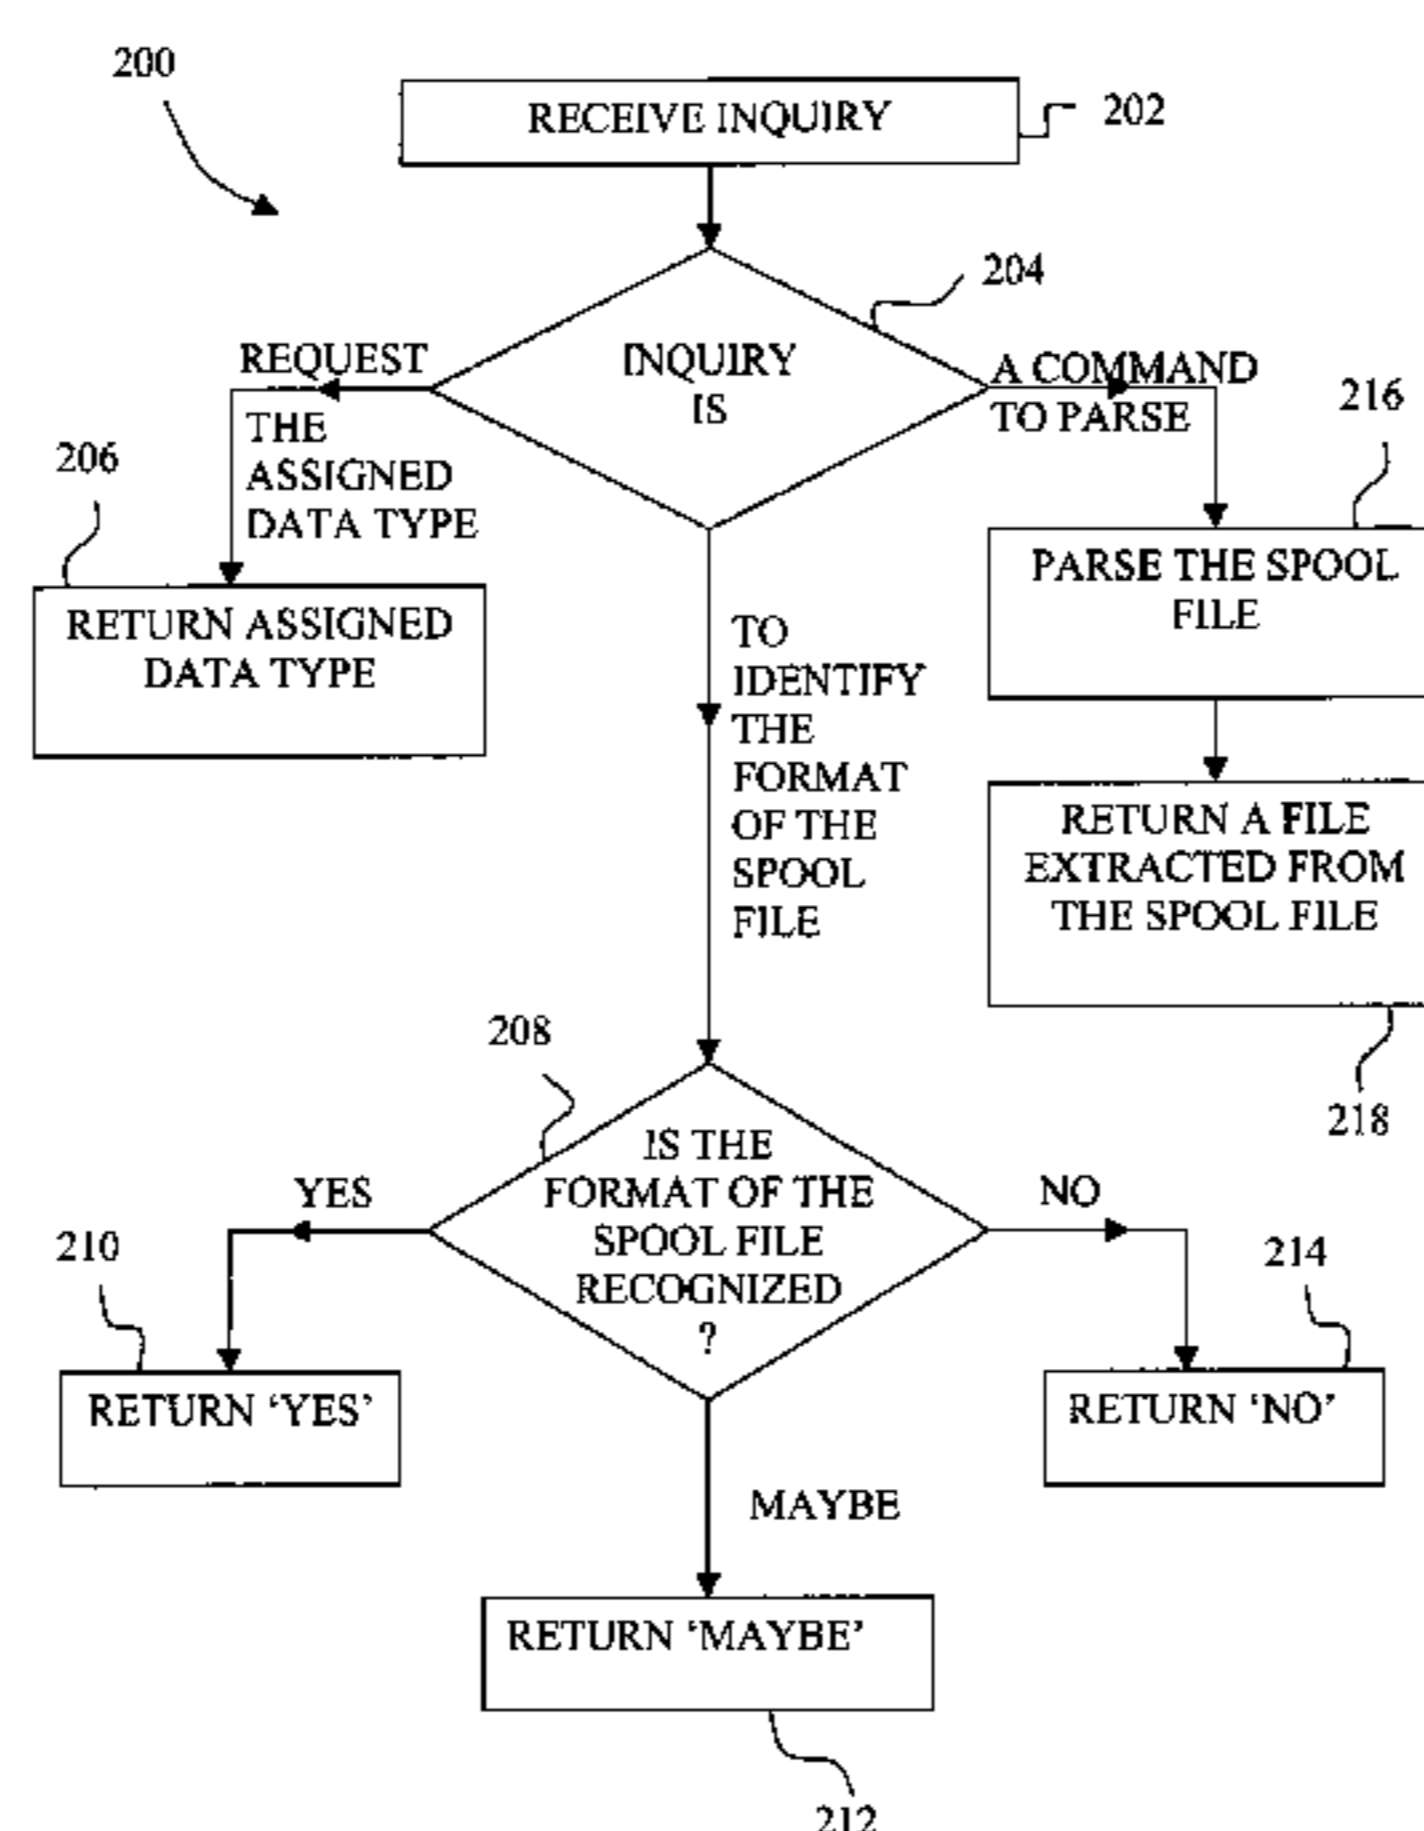 200
RECEIVE INQUIRY
202
204
INQUIRY
IS
REQUEST
THE
ASSIGNED
DATA TYPE
A COMMAND
TO PARSE
216
206
RETURN ASSIGNED
DATA TYPE
PARSE THE SPOOL
FILE
TO
IDENTIFY
THE
FORMAT
OF THE
SPOOL
FILE
RETURN A FILE
EXTRACTED FROM
THE SPOOL FILE
218
208
IS THE
FORMAT OF THE
SPOOL FILE
RECOGNIZED
?
YES
NO
210
214
RETURN ‘YES’
RETURN ‘NO’
MAYBE
RETURN ‘MAYBE’
212